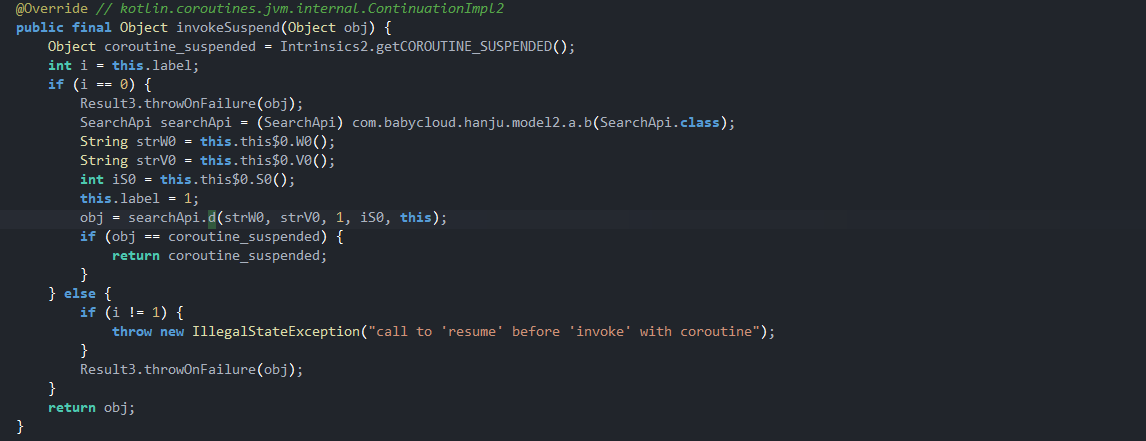 @Override // kotlin.coroutines.jvm.internal.ContinuationImpl2
public final Object invokeSuspend(Object obj) {
    Object coroutine_suspended = Intrinsics2.getCOROUTINE_SUSPENDED();
    int i = this.label;
    if (i == 0) {
        Result3.throwOnFailure(obj);
        SearchApi searchApi = (SearchApi) com.babycloud.hanju.model2.a.b(SearchApi.class);
        String strW0 = this.this$0.W0();
        String strV0 = this.this$0.V0();
        int iS0 = this.this$0.S0();
        this.label = 1;
        obj = searchApi.d(strW0, strV0, 1, iS0, this);
        if (obj == coroutine_suspended) {
            return coroutine_suspended;
        }
    } else {
        if (i != 1) {
            throw new IllegalStateException("call to 'resume' before 'invoke' with coroutine");
        }
        Result3.throwOnFailure(obj);
    }
    return obj;
}